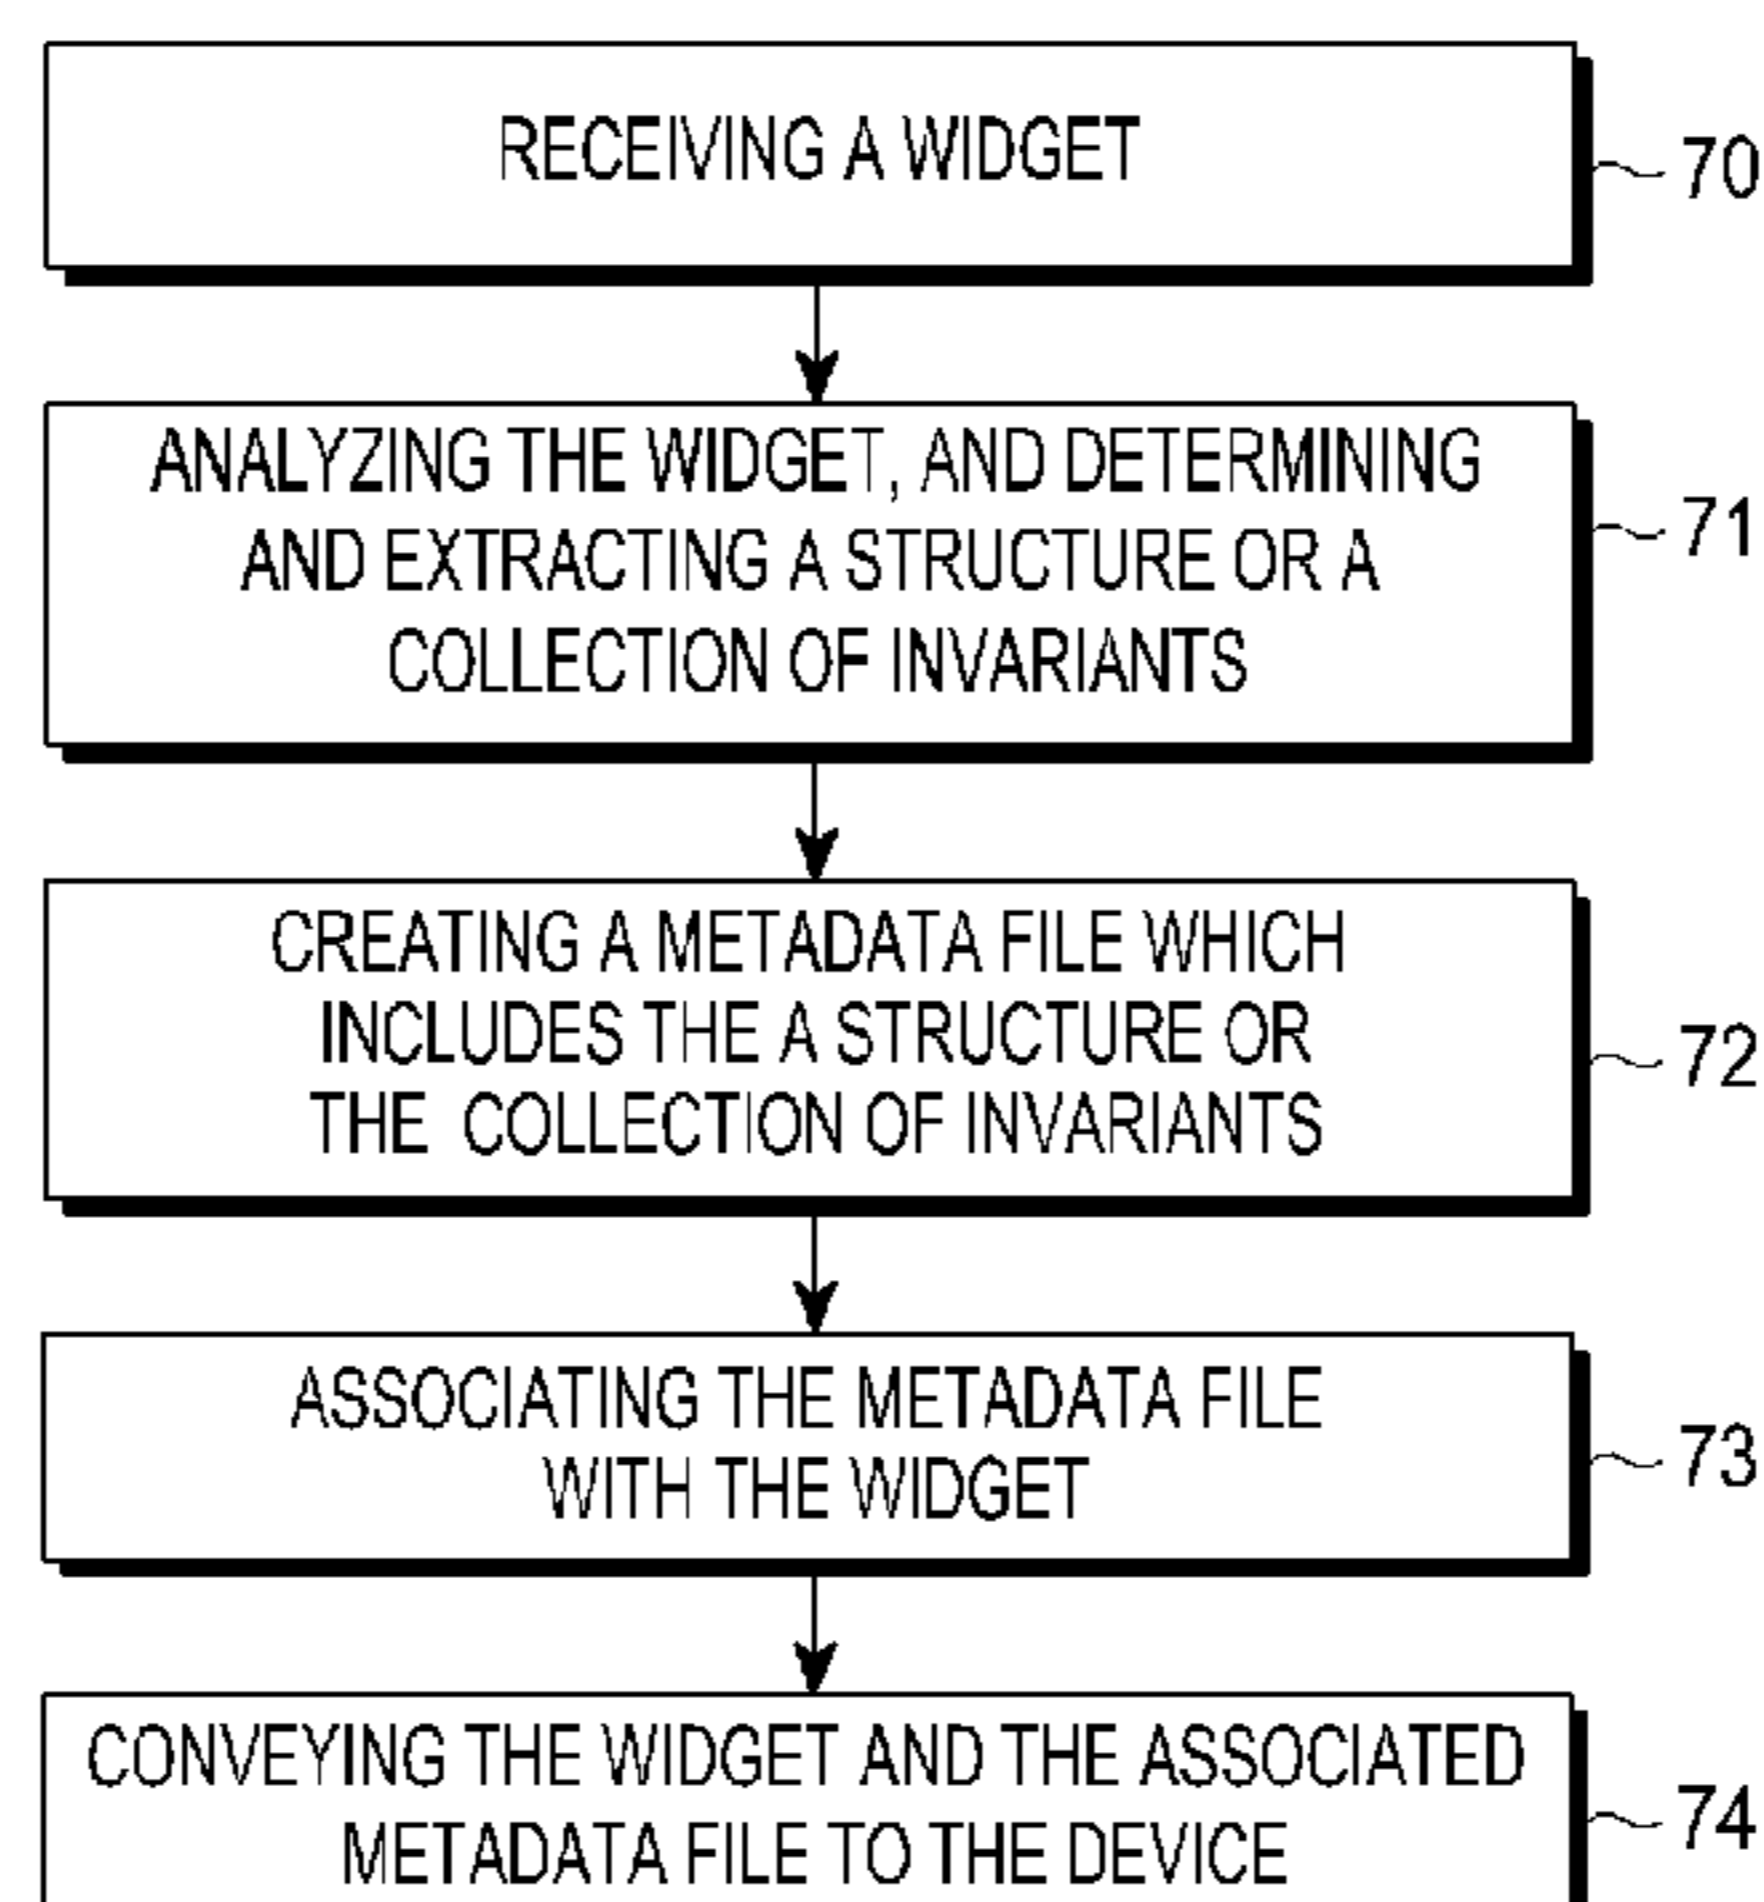 RECEIVING A WIDGET
70
ANALYZING THE WIDGET, AND DETERMINING
AND EXTRACTING A STRUCTURE OR A
COLLECTION OF INVARIANTS
71
CREATING A METADATA FILE WHICH
INCLUDES THE A STRUCTURE OR
THE COLLECTION OF INVARIANTS
72
ASSOCIATING THE METADATA FILE
WITH THE WIDGET
73
CONVEYING THE WIDGET AND THE ASSOCIATED
METADATA FILE TO THE DEVICE
74